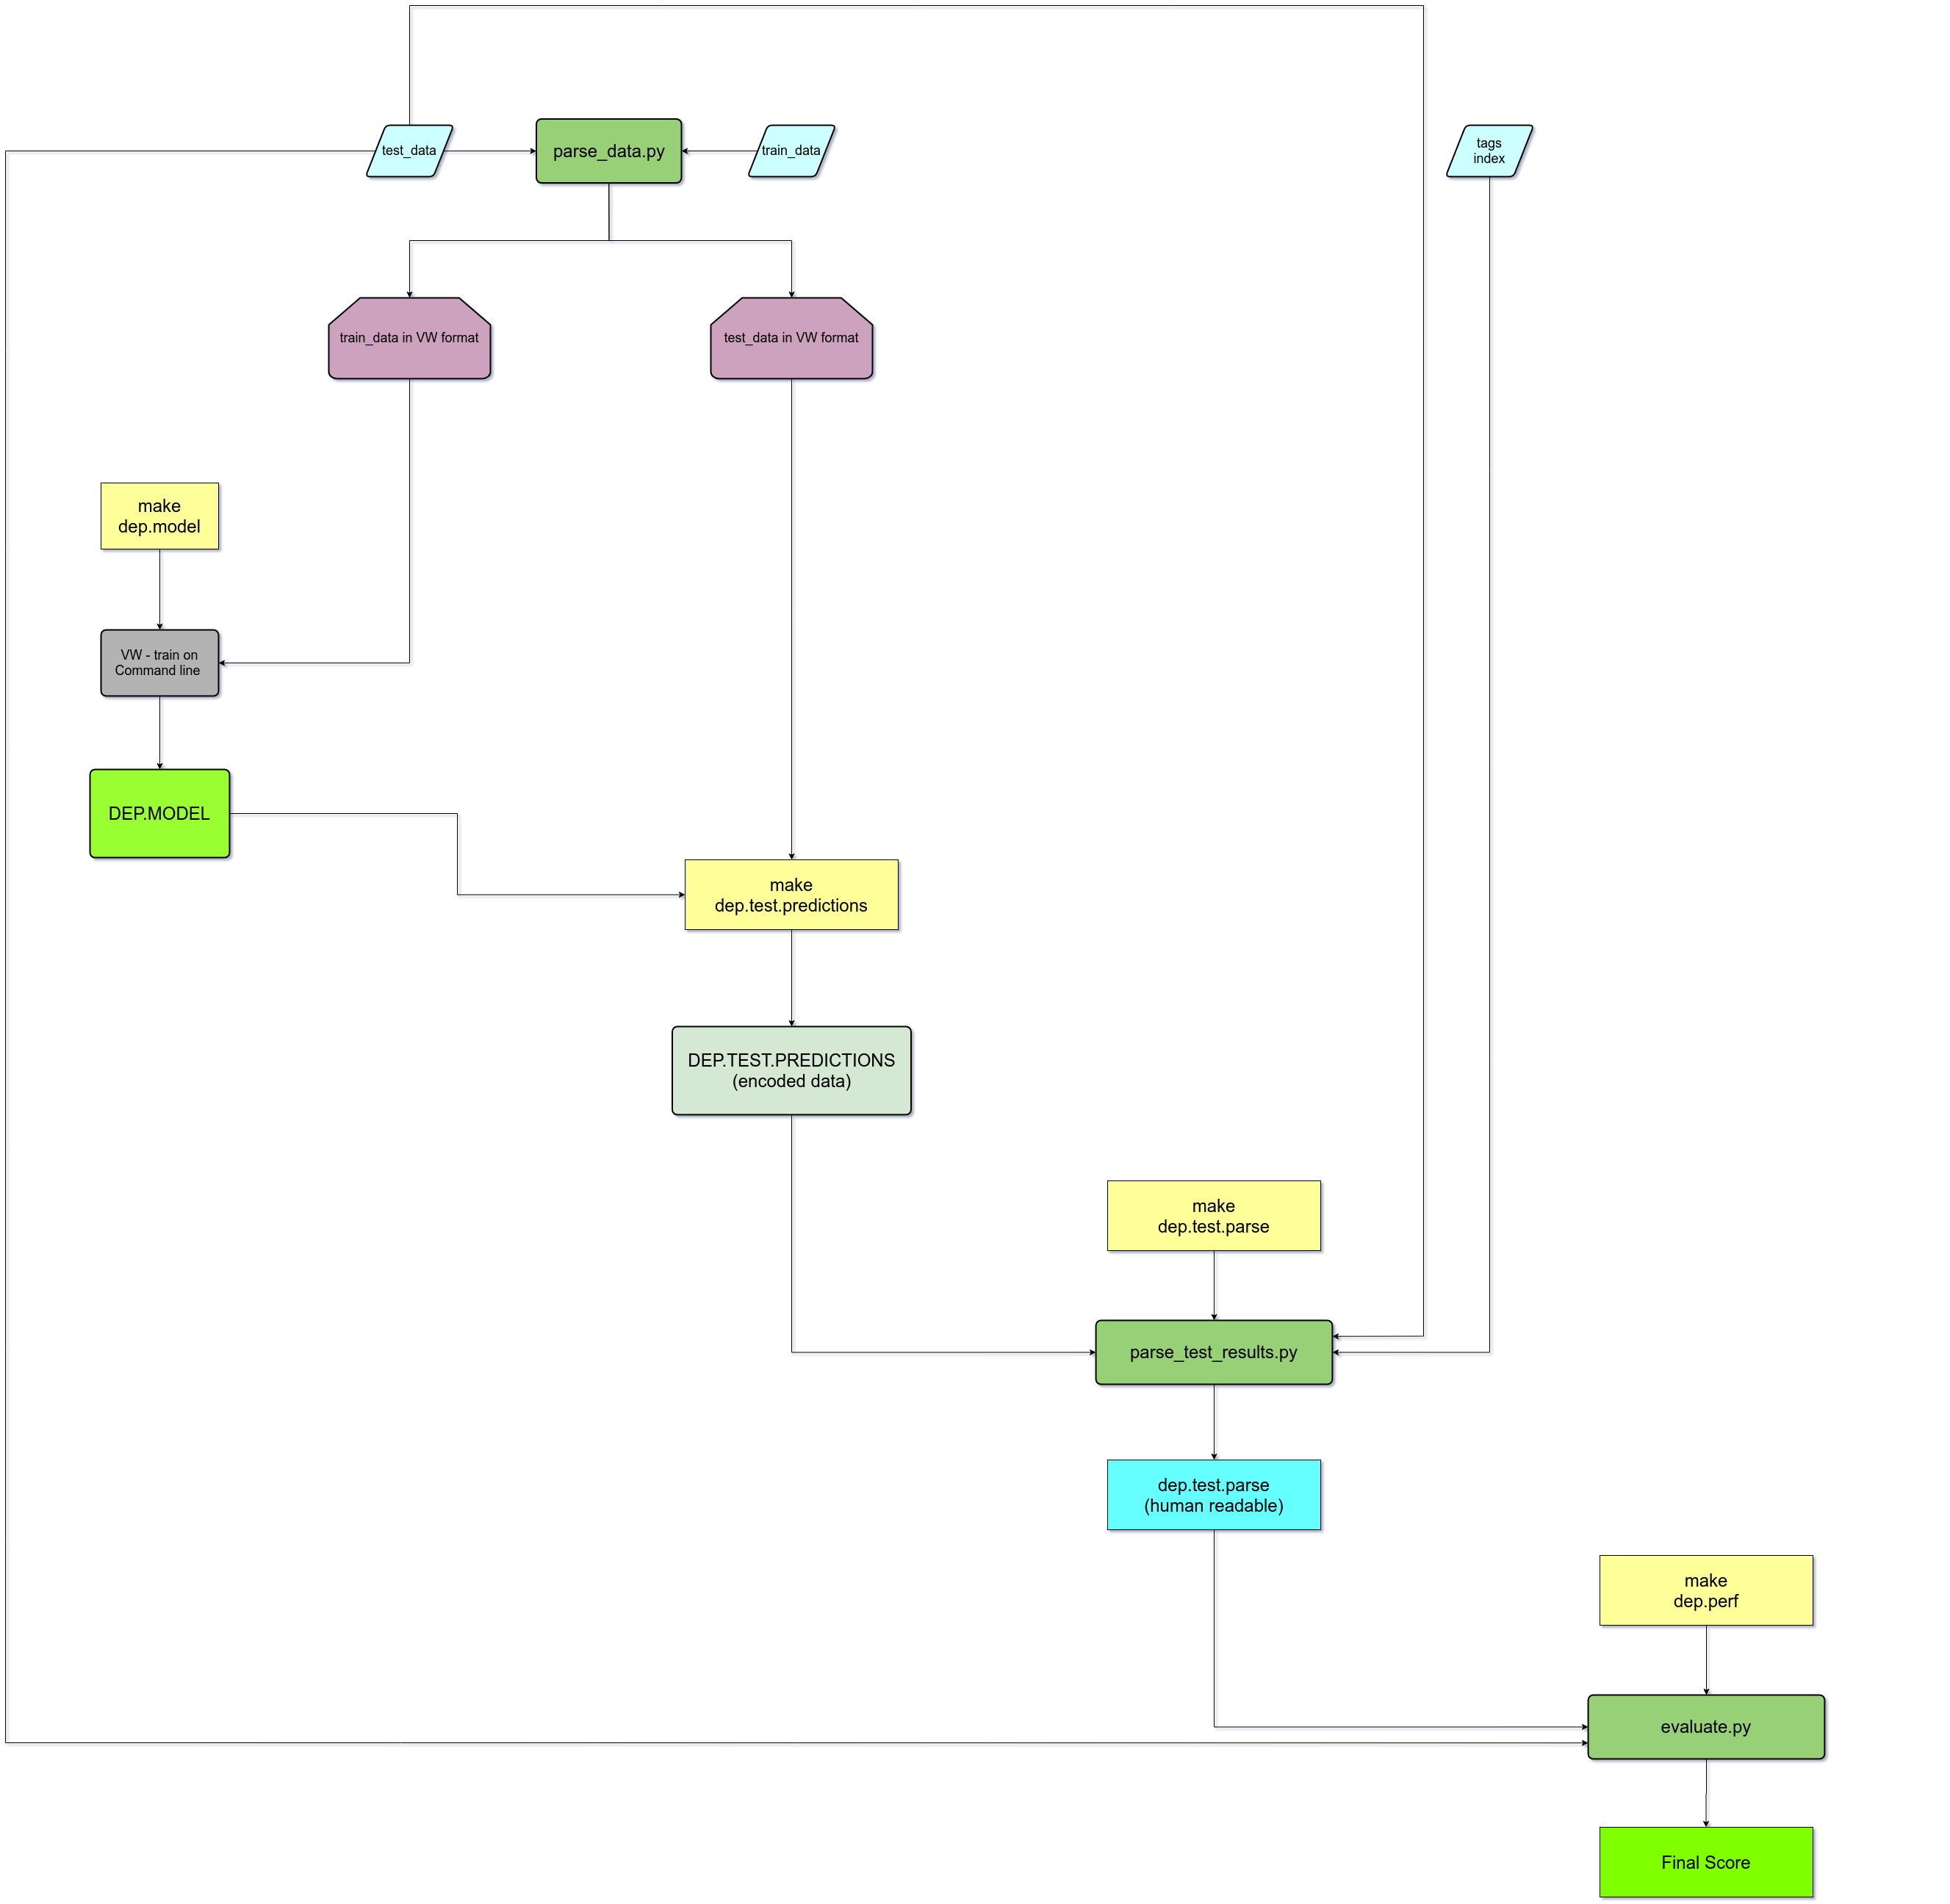 test_data
parse_data.py
train_data
tags
index
train_data in VW format
test_data in VW format
make
dep.model
VW - train on
Command line
DEP.MODEL
make
dep.test.predictions
DEP.TEST.PREDICTIONS
(encoded data)
make
dep.test.parse
parse_test_results.py
dep.test.parse
(human readable)
make
dep.perf
evaluate.py
Final Score